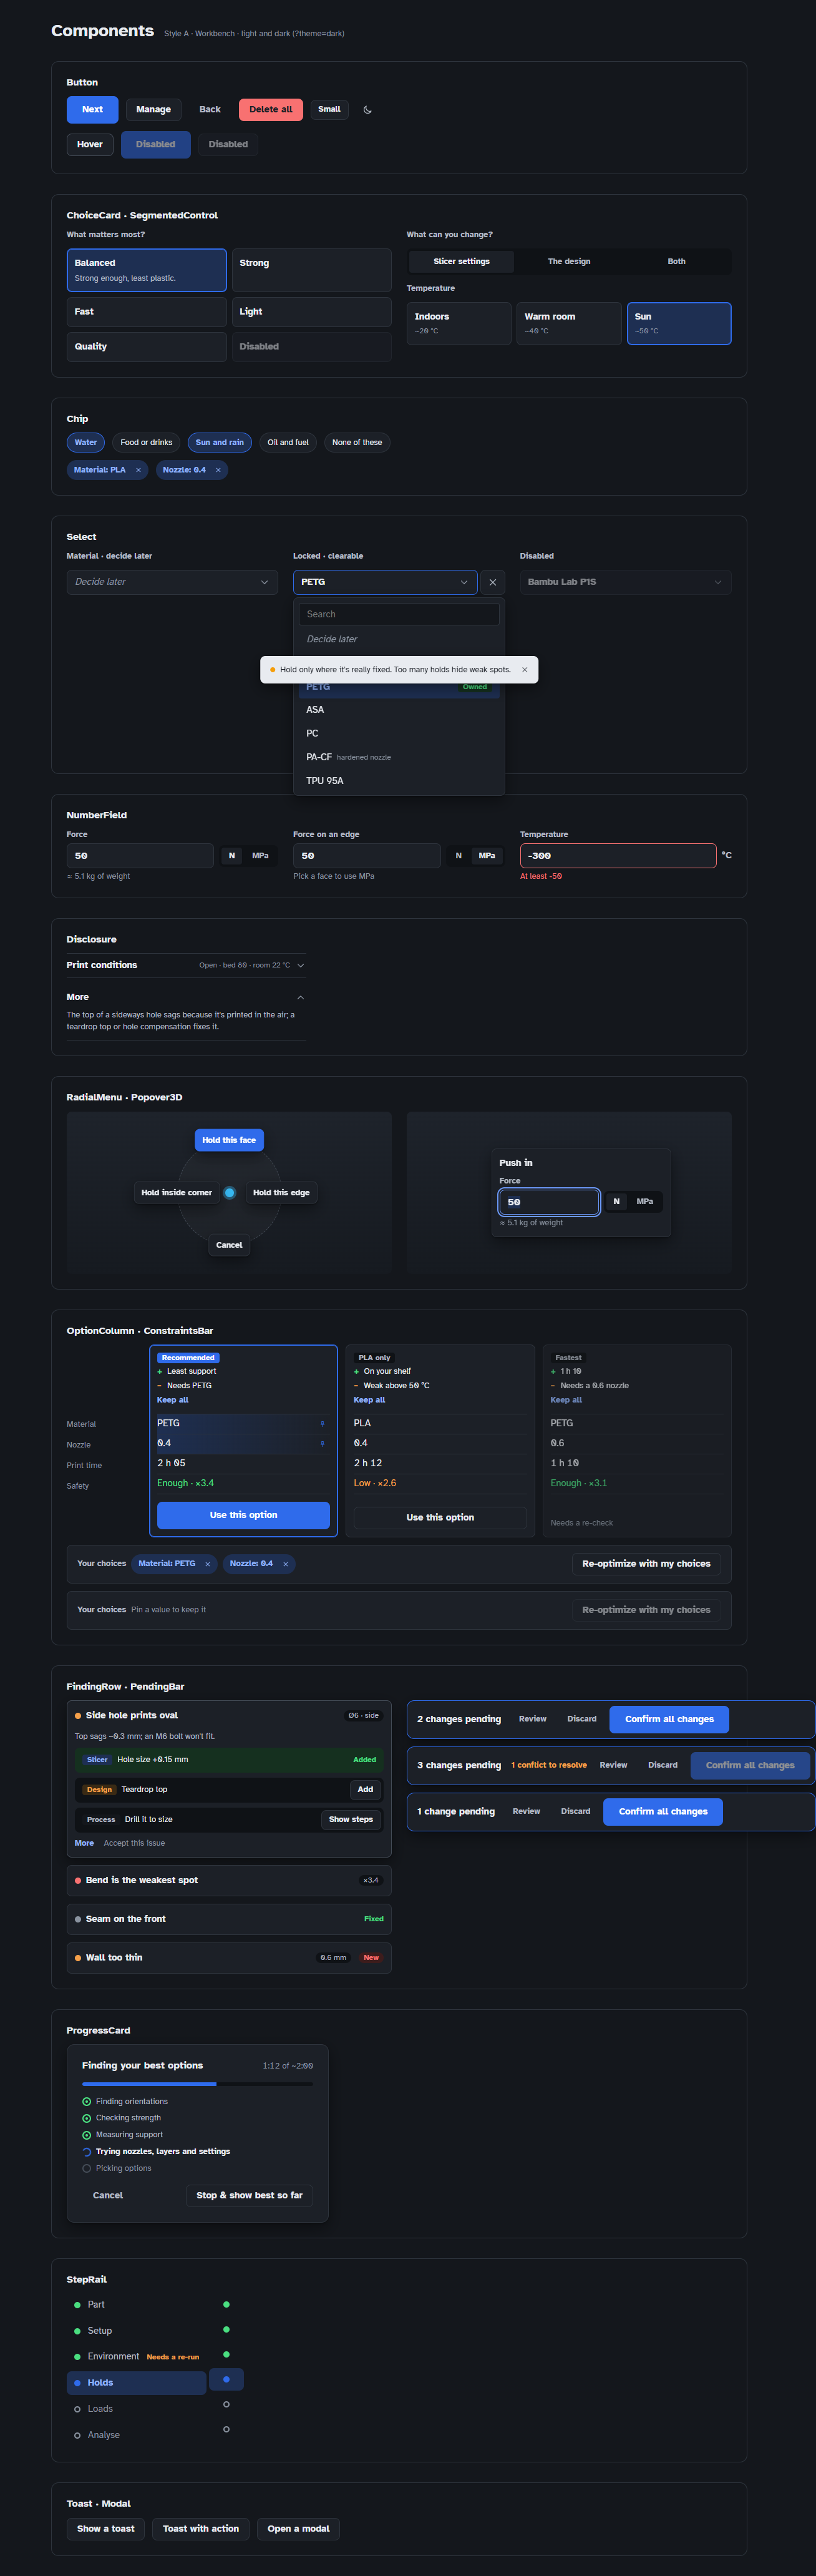 Components Style A · Workbench · light and dark (?theme=dark)
Button
Next Manage Back Delete all Small
Hover Disabled Disabled
ChoiceCard · SegmentedControl
What matters most?
Balanced
Strong enough, least plastic.
Strong
Fast
Light
Quality
Disabled
What can you change?
Slicer settings The design Both
Temperature
Indoors
~20 °C
Warm room
~40 °C
Sun
~50 °C
Chip
Water Food or drinks Sun and rain Oil and fuel None of these
Material: PLA × Nozzle: 0.4 ×
Select
Material · decide later
Decide later
Locked · clearable
PETG ×
Disabled
Bambu Lab P1S
Search
Decide later
Hold only where it's really fixed. Too many holds hide weak spots. ×
PETG Owned
ASA
PC
PA-CF hardened nozzle
TPU 95A
NumberField
Force
50 N MPa
≈ 5.1 kg of weight
Force on an edge
50 N MPa
Pick a face to use MPa
Temperature
-300 °C
At least -50
Disclosure
Print conditions Open · bed 60 · room 22 °C
More
The top of a sideways hole sags because it's printed in the air; a
teardrop top or hole compensation fixes it.
RadialMenu · Popover3D
Hold this face
Hold inside corner Hold this edge
Cancel
Push in
Force
50 N MPa
≈ 5.1 kg of weight
OptionColumn · ConstraintsBar
Material
Nozzle
Print time
Safety
Recommended
+ Least support
− Needs PETG
Keep all
PETG
0.4
2 h 05
Enough · ×3.4
Use this option
PLA only
+ On your shelf
− Weak above 50 °C
Keep all
PLA
0.4
2 h 12
Low · ×2.6
Use this option
Fastest
+ 1 h 10
− Needs a 0.6 nozzle
Keep all
PETG
0.6
1 h 10
Enough · ×3.1
Needs a re-check
Your choices Material: PETG × Nozzle: 0.4 × Re-optimize with my choices
Your choices Pin a value to keep it Re-optimize with my choices
FindingRow · PendingBar
Side hole prints oval Ø6 · side
Top sags ~0.3 mm; an M6 bolt won't fit.
Slicer Hole size +0.15 mm Added
Design Teardrop top Add
Process Drill it to size Show steps
More Accept this issue
Bend is the weakest spot ×3.4
Seam on the front Fixed
Wall too thin 0.6 mm New
2 changes pending Review Discard Confirm all changes
3 changes pending 1 conflict to resolve Review Discard Confirm all changes
1 change pending Review Discard Confirm all changes
ProgressCard
Finding your best options 1:12 of ~2:00
Finding orientations
Checking strength
Measuring support
Trying nozzles, layers and settings
Picking options
Cancel Stop & show best so far
StepRail
Part
Setup
Environment Needs a re-run
Holds
Loads
Analyse
Toast · Modal
Show a toast Toast with action Open a modal